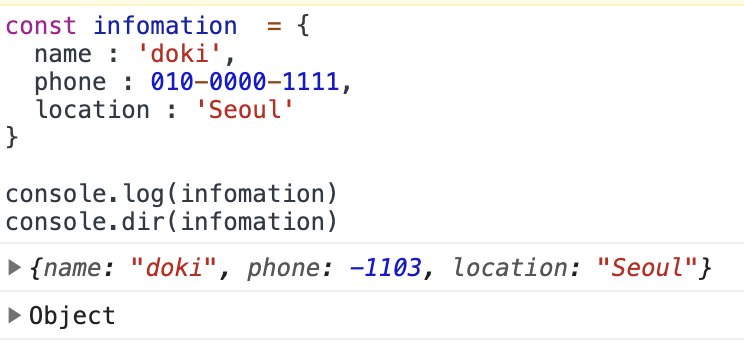 const infomation  = {
  name : 'doki',
  phone : 010-0000-1111,
  location : 'Seoul'
}

console.log(infomation)
console.dir(infomation)
▶{name: "doki", phone: -1103, location: "Seoul"}
▶Object